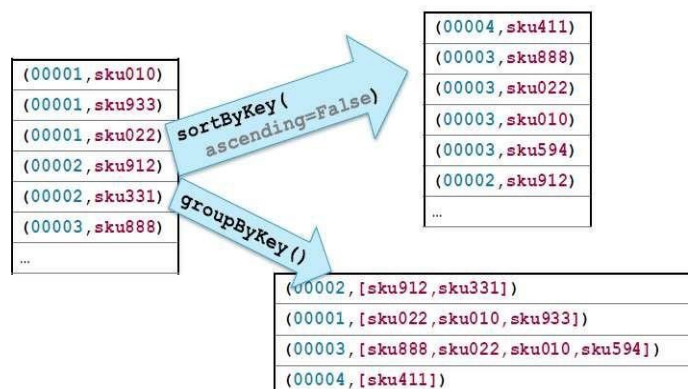 (00001,sku010)
(00001,sku933)
(00001,sku022)
(00002,sku912)
(00002,sku331)
(00003,sku888)
…
sortByKey(
ascending=False)
(00004,sku411)
(00003,sku888)
(00003,sku022)
(00003,sku010)
(00003,sku594)
(00002,sku912)
…
groupByKey()
(00002,[sku912,sku331])
(00001,[sku022,sku010,sku933])
(00003,[sku888,sku022,sku010,sku594])
(00004,[sku411])